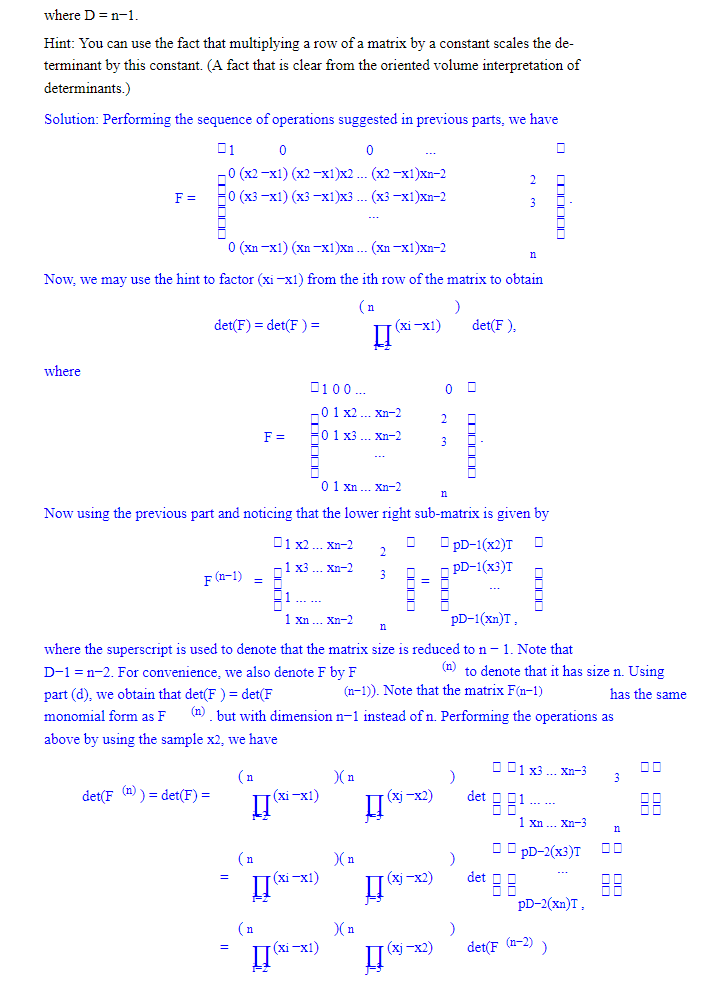 where D = n−1.
Hint: You can use the fact that multiplying a row of a matrix by a constant scales the de-
terminant by this constant. (A fact that is clear from the oriented volume interpretation of
determinants.)
Solution: Performing the sequence of operations suggested in previous parts, we have
1 0 0 ...
0 (x2 −x1) (x2 −x1)x2 ... (x2 −x1)xn−2 2
F = 0 (x3 −x1) (x3 −x1)x3 ... (x3 −x1)xn−2 3 .
...
0 (xn −x1) (xn −x1)xn ... (xn −x1)xn−2 n
Now, we may use the hint to factor (xi −x1) from the ith row of the matrix to obtain
( n )
det(F) = det(F ) = ∏ (xi −x1) det(F ),
i=2
where
1 0 0 ... 0
0 1 x2 ... xn−2 2
F = 0 1 x3 ... xn−2 3 .
...
0 1 xn ... xn−2 n
Now using the previous part and noticing that the lower right sub-matrix is given by
1 x2 ... xn−2 2 pD−1(x2)T
1 x3 ... xn−2 3 pD−1(x3)T
F (n−1) = = ...
1 ... ...
1 xn ... xn−2 n pD−1(xn)T ,
where the superscript is used to denote that the matrix size is reduced to n − 1. Note that
D−1 = n−2. For convenience, we also denote F by F (n) to denote that it has size n. Using
part (d), we obtain that det(F ) = det(F (n−1)). Note that the matrix F(n−1) has the same
monomial form as F (n) , but with dimension n−1 instead of n. Performing the operations as
above by using the sample x2, we have
( n )( n ) 1 x3 ... xn−3 3
det(F (n) ) = det(F) = ∏ (xi −x1) ∏ (xj −x2) det 1 ... ...
i=2 j=3 1 xn ... xn−3 n
( n )( n ) pD−2(x3)T
= ∏ (xi −x1) ∏ (xj −x2) det ...
i=2 j=3 pD−2(xn)T ,
( n )( n )
= ∏ (xi −x1) ∏ (xj −x2) det(F (n−2) )
i=2 j=3